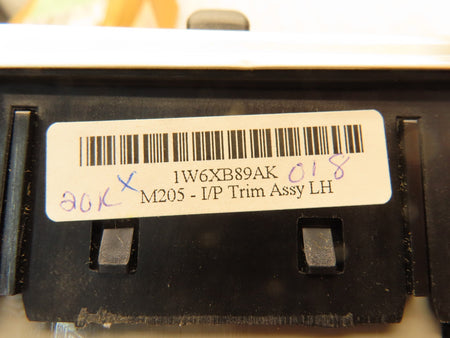 1W6XB89AK 018
20K X M205 - I/P Trim Assy LH